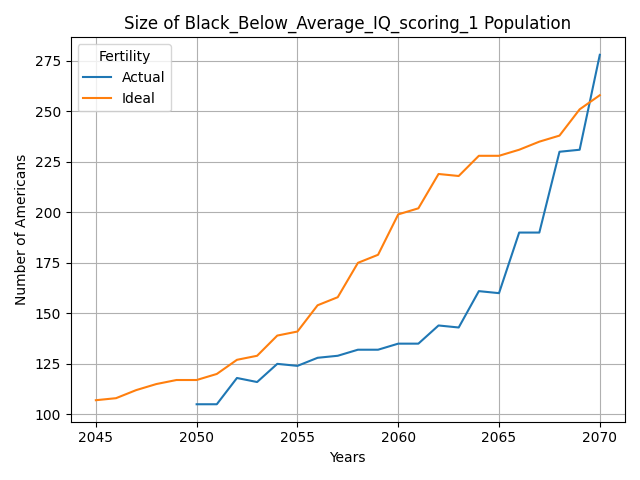 Size of Black_Below_Average_IQ_scoring_1 Population
Fertility
Actual
Ideal
275
250
225
200
175
150
125
100
Number of Americans
2045 2050 2055 2060 2065 2070
Years